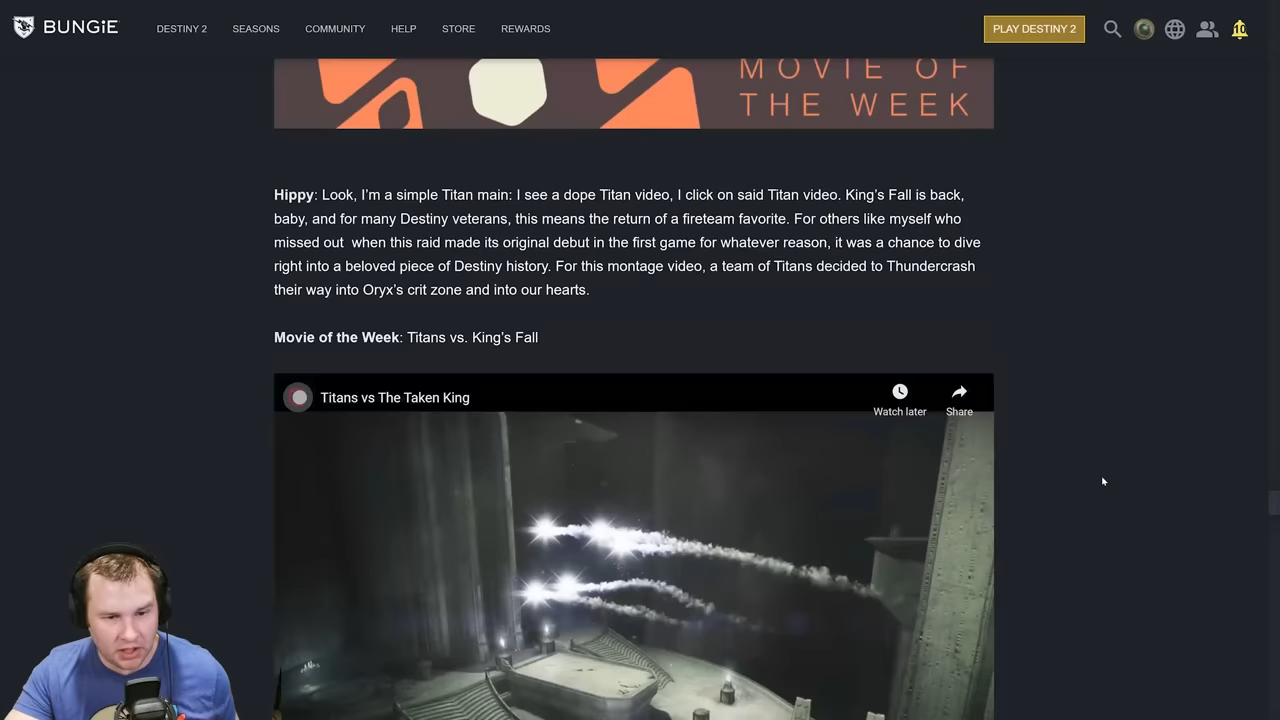 BUNGiE
DESTINY 2 SEASONS COMMUNITY HELP STORE REWARDS PLAY DESTINY 2 10
MOVIE OF
THE WEEK
Hippy: Look, I'm a simple Titan main: I see a dope Titan video, I click on said Titan video. King's Fall is back,
baby, and for many Destiny veterans, this means the return of a fireteam favorite. For others like myself who
missed out  when this raid made its original debut in the first game for whatever reason, it was a chance to dive
right into a beloved piece of Destiny history. For this montage video, a team of Titans decided to Thundercrash
their way into Oryx's crit zone and into our hearts.
Movie of the Week: Titans vs. King's Fall
Titans vs The Taken King
Watch later Share